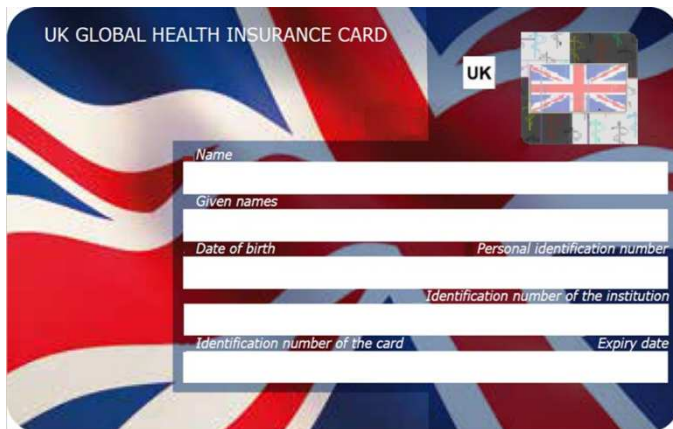 UK GLOBAL HEALTH INSURANCE CARD
UK
Name
Given names
Date of birth Personal identification number
Identification number of the institution
Identification number of the card Expiry date